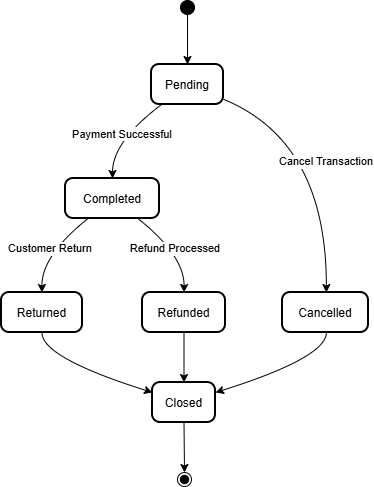 Pending
Payment Successful
Cancel Transaction
Completed
Customer Return
Refund Processed
Returned
Refunded
Cancelled
Closed